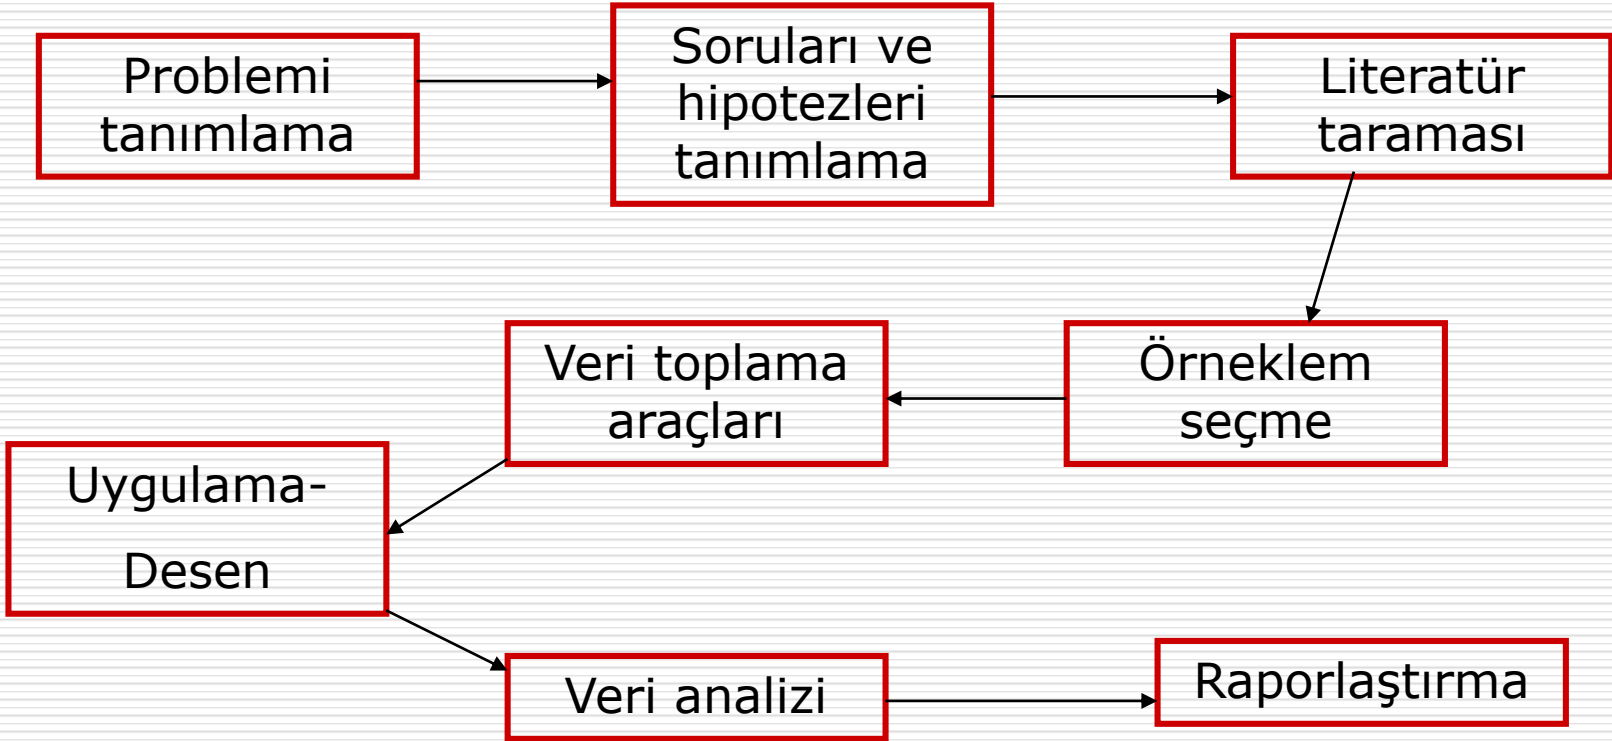 Problemi
tanımlama
Soruları ve
hipotezleri
tanımlama
Literatür
taraması
Örneklem
seçme
Veri toplama
araçları
Uygulama-
Desen
Veri analizi
Raporlaştırma